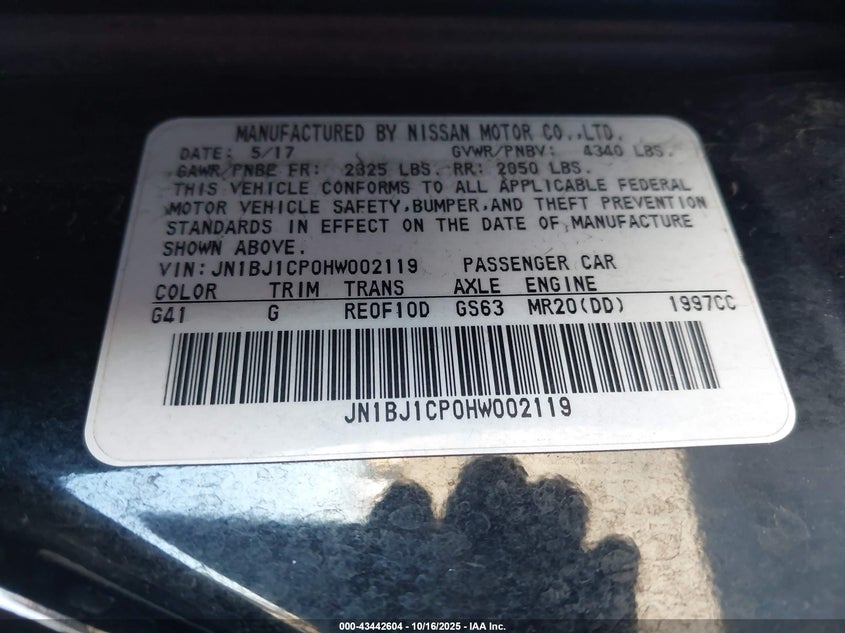 MANUFACTURED BY NISSAN MOTOR CO.,LTD.
DATE: 5/17 GVWR/PNBV: 4340 LBS.
GAWR/PNBE FR: 2325 LBS. RR: 2050 LBS.
THIS VEHICLE CONFORMS TO ALL APPLICABLE FEDERAL
MOTOR VEHICLE SAFETY,BUMPER,AND THEFT PREVENTION
STANDARDS IN EFFECT ON THE DATE OF MANUFACTURE
SHOWN ABOVE.
VIN:JN1BJ1CP0HW002119 PASSENGER CAR
COLOR TRIM TRANS AXLE ENGINE
G41 G RE0F10D GS63 MR20(DD) 1997CC
JN1BJ1CP0HW002119
000-43442604 - 10/16/2025 - IAA Inc.